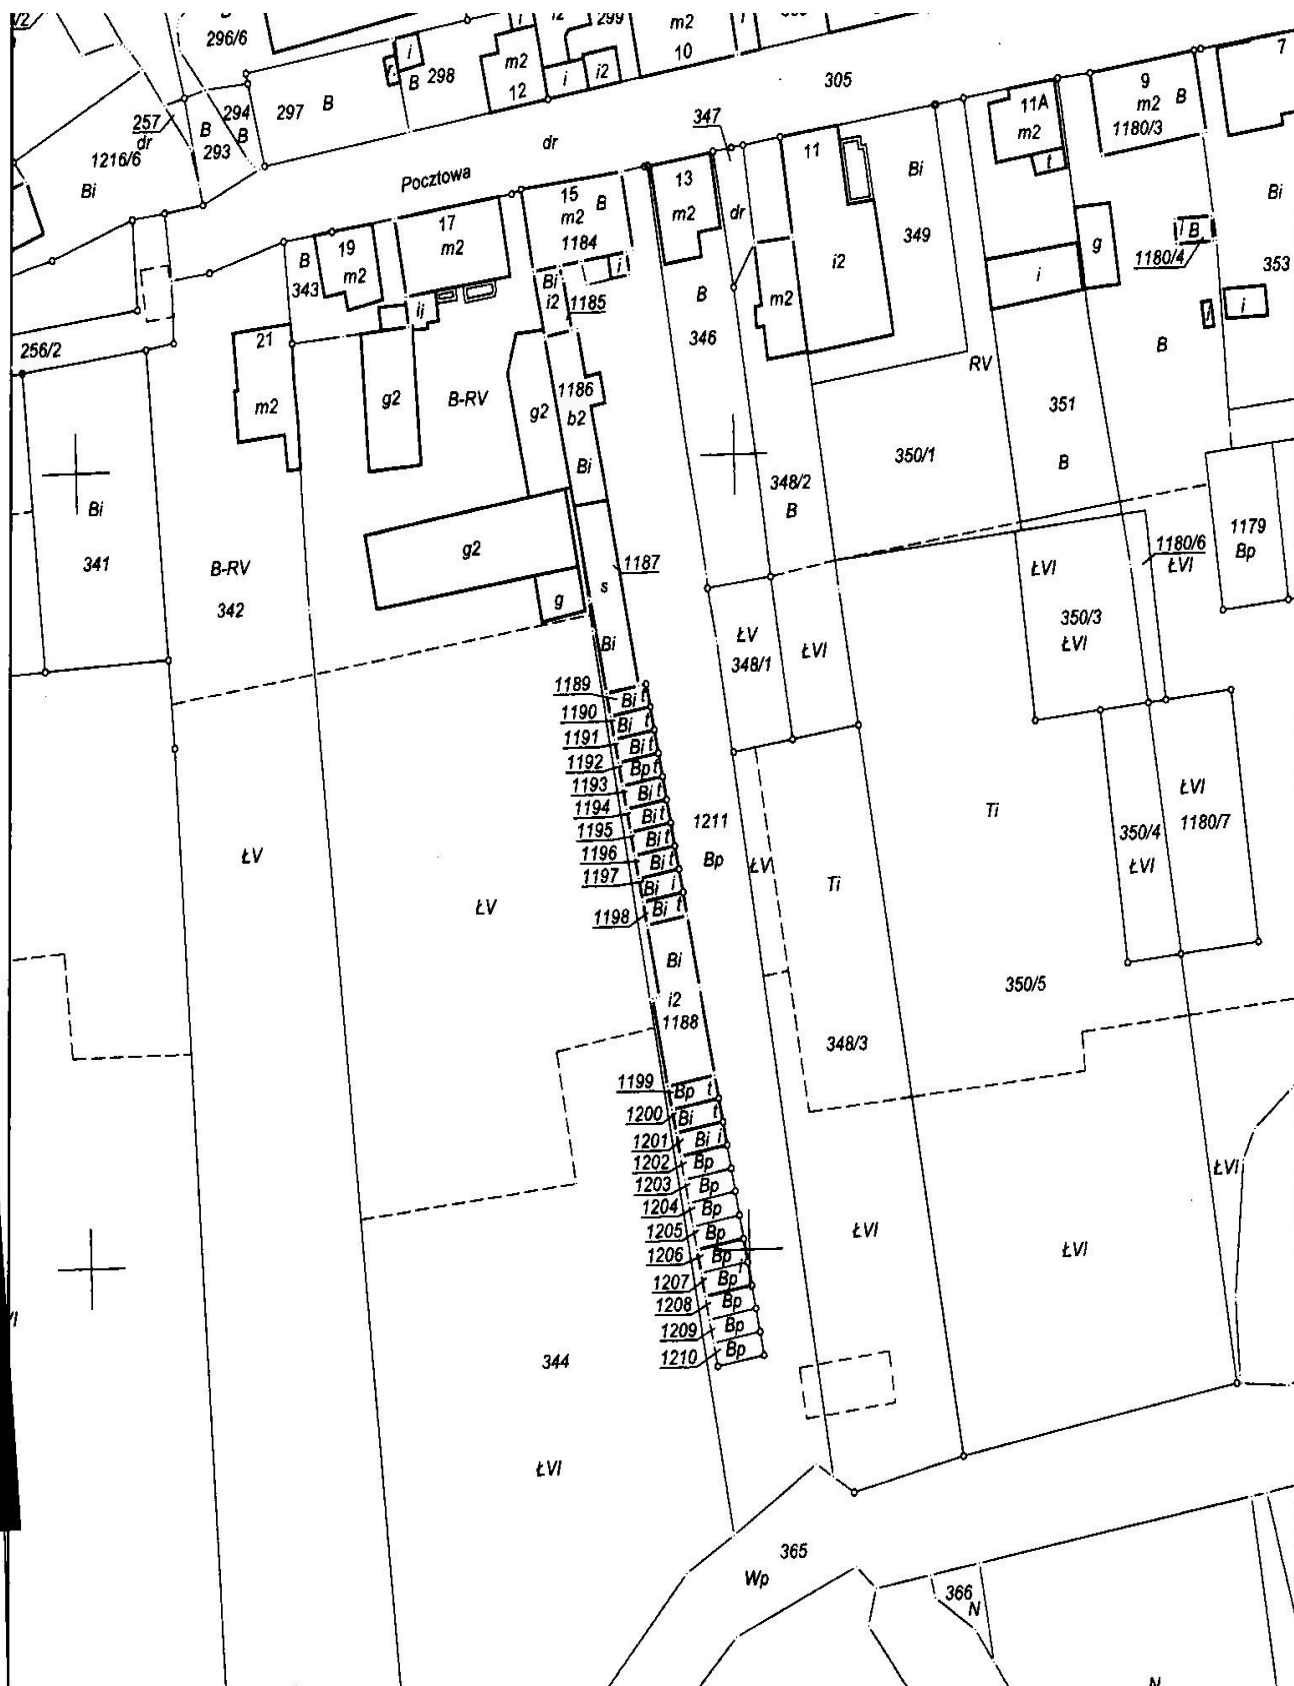 296/6
i
298
B
i2
299
m2
12
i
i2
m2
10
i
305
7
9
m2
B
1180/3
294
B
297
B
257
dr
B
293
1216/6
Bi
dr
347
11
Bi
11A
m2
t
Pocztowa
15
m2
B
1184
13
m2
dr
349
i2
g
i
B
1180/4
Bi
353
17
m2
19
m2
B
343
i
Bi
i2
1185
B
346
m2
i
B
RV
351
B
256/2
21
m2
g2
B-RV
g2
1186
b2
Bi
350/1
348/2
B
Bi
341
B-RV
342
g2
g
1187
s
Bi
1179
Bp
1180/6
ŁVI
ŁVI
350/3
ŁVI
ŁV
348/1
ŁVI
1189
Bi t
1190
Bi t
1191
Bi t
1192
Bp t
1193
Bi t
1194
Bi t
1195
Bi t
1196
Bi t
1197
Bi i
1198
Bi t
1211
Bp
ŁV
Ti
Ti
350/4
ŁVI
ŁVI
1180/7
ŁV
ŁV
Bi
i2
1188
348/3
350/5
1199
Bp t
1200
Bi t
1201
Bi i
1202
Bp
1203
Bp
1204
Bp
1205
Bp
1206
Bp
1207
Bp i
1208
Bp
1209
Bp
1210
Bp
ŁVI
ŁVI
ŁVI
344
ŁVI
365
Wp
366
N
N